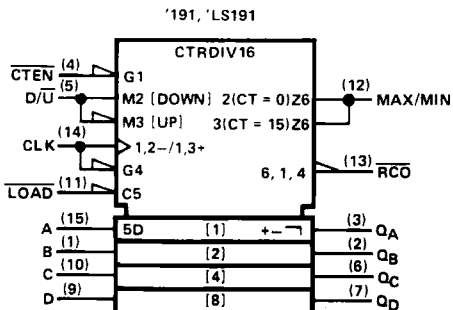 '191, 'LS191
CTRDIV16
CTEN (4) G1
D/U (5) M2 [DOWN] 2(CT = 0)Z6 (12) MAX/MIN
M3 [UP] 3(CT = 15)Z6
CLK (14) 1,2−/1,3+
G4 6, 1, 4 (13) RCO
LOAD (11) C5
A (15) 5D [1] +− (3) QA
B (1) [2] (2) QB
C (10) [4] (6) QC
D (9) [8] (7) QD